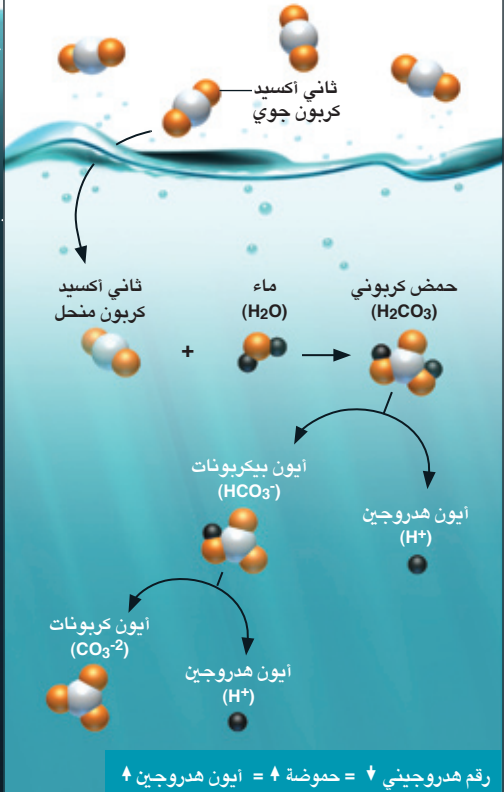 ثاني أكسيد
كربون جوي
ثاني أكسيد
كربون منحل
+
ماء
(H2O)
حمض كربوني
(H2CO3)
أيون بيكربونات
(HCO3-)
أيون هدروجين
(H+)
أيون كربونات
(CO3-2)
أيون هدروجين
(H+)
رقم هدروجيني ↓ = حموضة ↑ = أيون هدروجين ↑